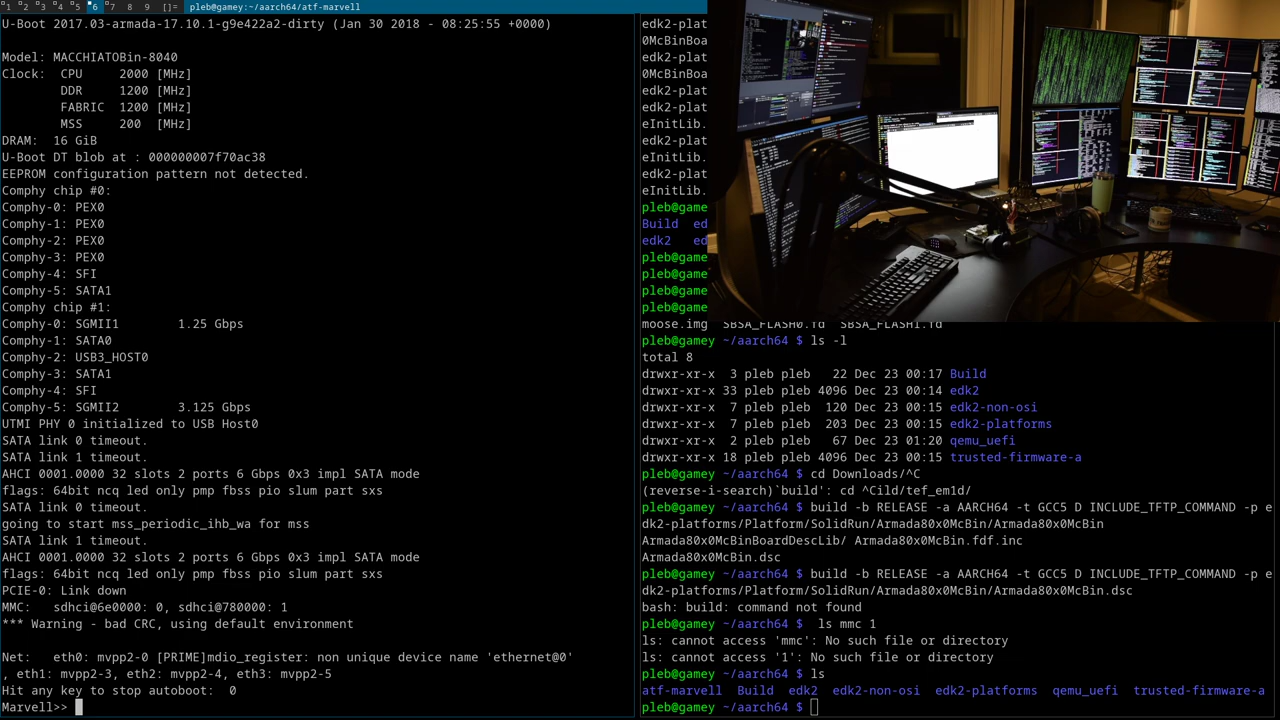 1 2 3 4 5 6 7 8 9 []= pleb@gamey:~/aarch64/atf-marvell
U-Boot 2017.03-armada-17.10.1-g9e422a2-dirty (Jan 30 2018 - 08:25:55 +0000)
Model: MACCHIATOBin-8040
Clock: CPU 2000 [MHz]
DDR 1200 [MHz]
FABRIC 1200 [MHz]
MSS 200 [MHz]
DRAM: 16 GiB
U-Boot DT blob at : 000000007f70ac38
EEPROM configuration pattern not detected.
Comphy chip #0:
Comphy-0: PEX0
Comphy-1: PEX0
Comphy-2: PEX0
Comphy-3: PEX0
Comphy-4: SFI
Comphy-5: SATA1
Comphy chip #1:
Comphy-0: SGMII1 1.25 Gbps
Comphy-1: SATA0
Comphy-2: USB3_HOST0
Comphy-3: SATA1
Comphy-4: SFI
Comphy-5: SGMII2 3.125 Gbps
UTMI PHY 0 initialized to USB Host0
SATA link 0 timeout.
SATA link 1 timeout.
AHCI 0001.0000 32 slots 2 ports 6 Gbps 0x3 impl SATA mode
flags: 64bit ncq led only pmp fbss pio slum part sxs
SATA link 0 timeout.
going to start mss_periodic_ihb_wa for mss
SATA link 1 timeout.
AHCI 0001.0000 32 slots 2 ports 6 Gbps 0x3 impl SATA mode
flags: 64bit ncq led only pmp fbss pio slum part sxs
PCIE-0: Link down
MMC: sdhci@6e0000: 0, sdhci@780000: 1
*** Warning - bad CRC, using default environment
Net: eth0: mvpp2-0 [PRIME]mdio_register: non unique device name 'ethernet@0'
, eth1: mvpp2-3, eth2: mvpp2-4, eth3: mvpp2-5
Hit any key to stop autoboot: 0
Marvell>>
edk2-plat
0McBinBoa
edk2-plat
0McBinBoa
edk2-plat
edk2-plat
eInitLib.
edk2-plat
eInitLib.
edk2-plat
eInitLib.
pleb@game
Build ed
edk2 ed
pleb@game
pleb@game
pleb@game
pleb@game
moose.img SBSA_FLASH0.fd SBSA_FLASH1.fd
pleb@gamey ~/aarch64 $ ls -l
total 8
drwxr-xr-x 3 pleb pleb 22 Dec 23 00:17 Build
drwxr-xr-x 33 pleb pleb 4096 Dec 23 00:14 edk2
drwxr-xr-x 7 pleb pleb 120 Dec 23 00:15 edk2-non-osi
drwxr-xr-x 7 pleb pleb 203 Dec 23 00:15 edk2-platforms
drwxr-xr-x 2 pleb pleb 67 Dec 23 01:20 qemu_uefi
drwxr-xr-x 18 pleb pleb 4096 Dec 23 00:15 trusted-firmware-a
pleb@gamey ~/aarch64 $ cd Downloads/^C
(reverse-i-search)`build': cd ^Cild/tef_em1d/
pleb@gamey ~/aarch64 $ build -b RELEASE -a AARCH64 -t GCC5 D INCLUDE_TFTP_COMMAND -p e
dk2-platforms/Platform/SolidRun/Armada80x0McBin/Armada80x0McBin
Armada80x0McBinBoardDescLib/ Armada80x0McBin.fdf.inc
Armada80x0McBin.dsc
pleb@gamey ~/aarch64 $ build -b RELEASE -a AARCH64 -t GCC5 D INCLUDE_TFTP_COMMAND -p e
dk2-platforms/Platform/SolidRun/Armada80x0McBin/Armada80x0McBin.dsc
bash: build: command not found
pleb@gamey ~/aarch64 $ ls mmc 1
ls: cannot access 'mmc': No such file or directory
ls: cannot access '1': No such file or directory
pleb@gamey ~/aarch64 $ ls
atf-marvell Build edk2 edk2-non-osi edk2-platforms qemu_uefi trusted-firmware-a
pleb@gamey ~/aarch64 $